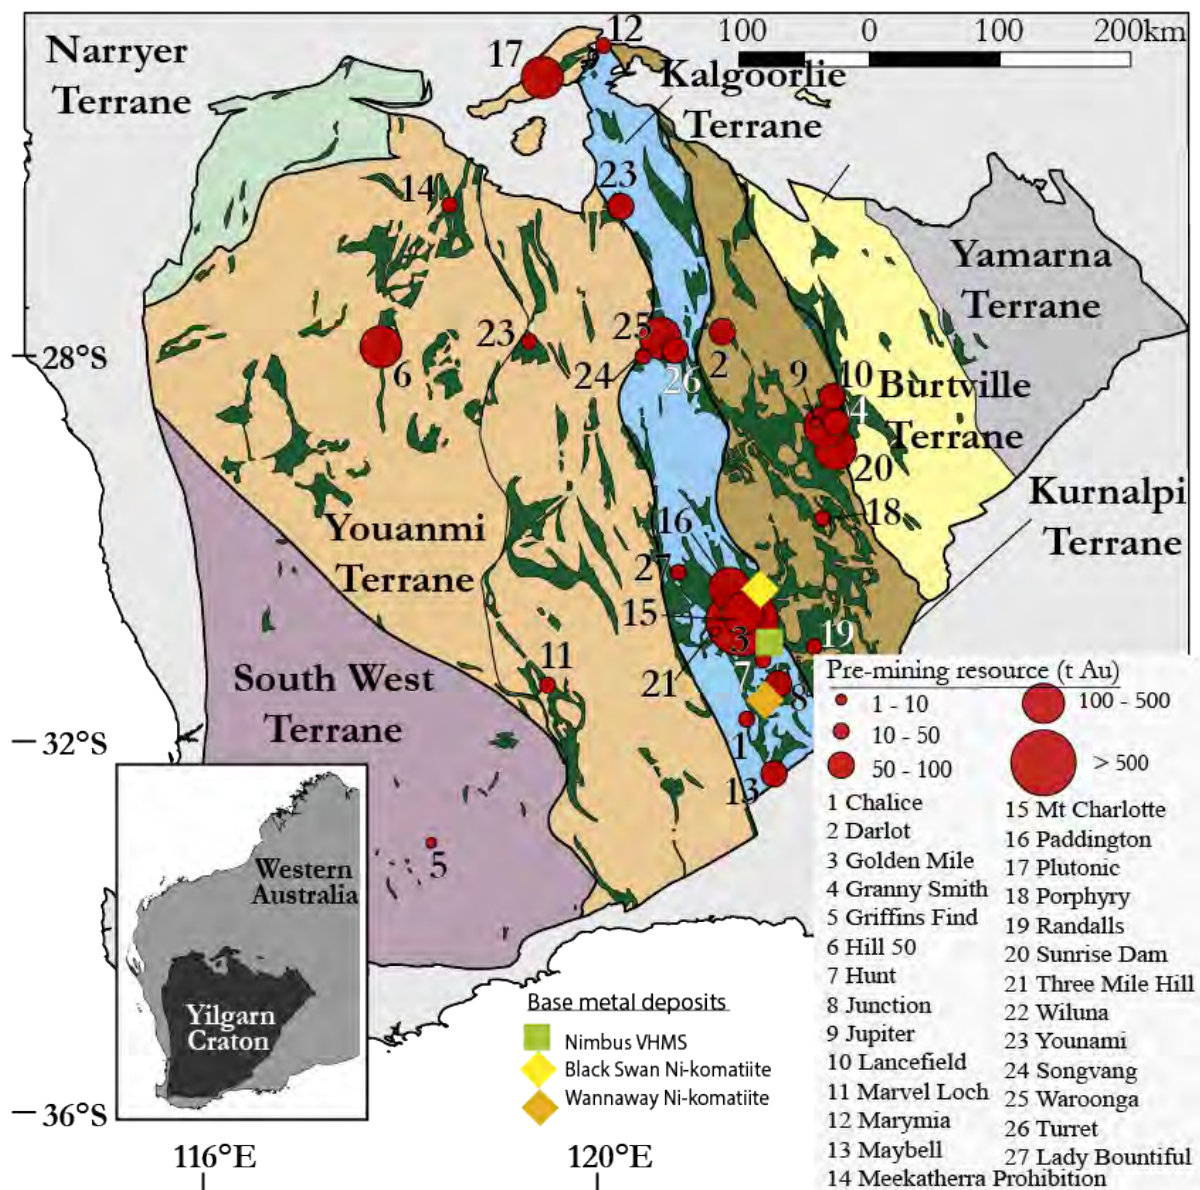 12
17
100 0 100 200km
Narryer
Terrane
Kalgoorlie
Terrane
14
23
Yamarna
Terrane
28°S
23
25
24
26
2
6
9
10
4
Burtville
Terrane
20
18
Kurnalpi
Terrane
Youanmi
Terrane
16
27
15
3
19
7
21
8
11
1
13
South West
Terrane
32°S
5
Western
Australia
Yilgarn
Craton
36°S
116°E
120°E
Base metal deposits
Nimbus VHMS
Black Swan Ni-komatiite
Wannaway Ni-komatiite
Pre-mining resource (t Au)
1 - 10
10 - 50
50 - 100
100 - 500
> 500
1 Chalice
2 Darlot
3 Golden Mile
4 Granny Smith
5 Griffins Find
6 Hill 50
7 Hunt
8 Junction
9 Jupiter
10 Lancefield
11 Marvel Loch
12 Marymia
13 Maybell
14 Meekatherra Prohibition
15 Mt Charlotte
16 Paddington
17 Plutonic
18 Porphyry
19 Randalls
20 Sunrise Dam
21 Three Mile Hill
22 Wiluna
23 Younami
24 Songvang
25 Waroonga
26 Turret
27 Lady Bountiful